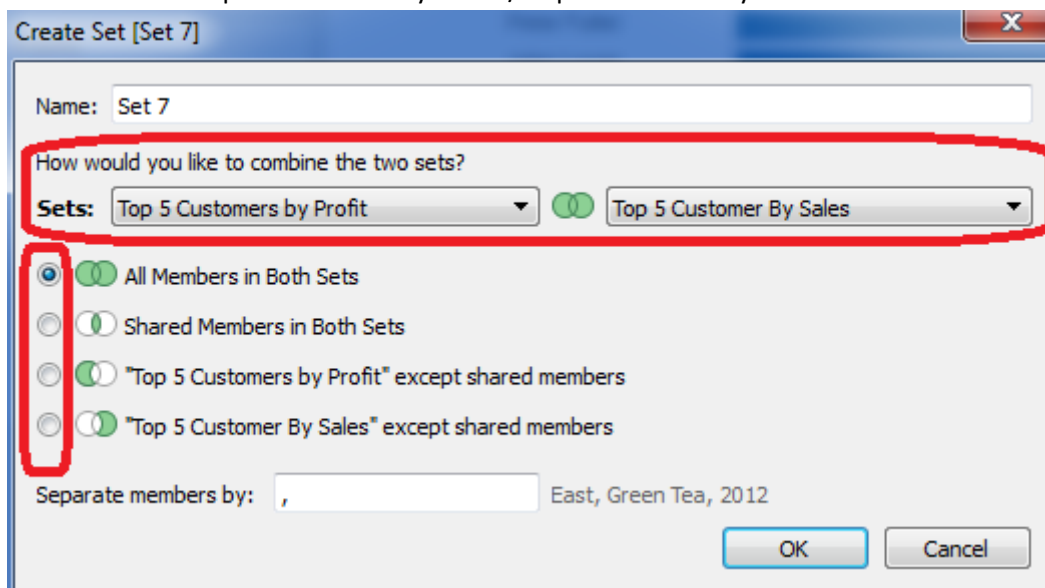 Create Set [Set 7]
Name: Set 7
How would you like to combine the two sets?
Sets: Top 5 Customers by Profit Top 5 Customer By Sales
All Members in Both Sets
Shared Members in Both Sets
"Top 5 Customers by Profit" except shared members
"Top 5 Customer By Sales" except shared members
Separate members by: , East, Green Tea, 2012
OK Cancel